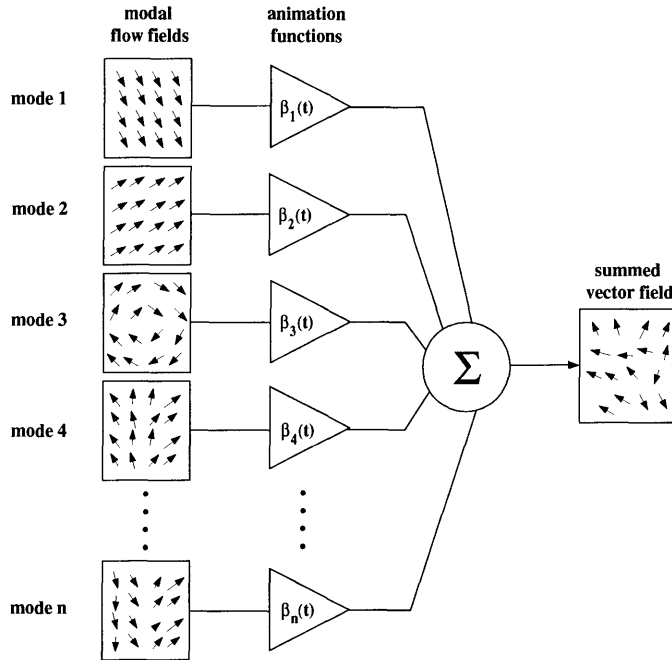 modal
flow fields
animation
functions
mode 1
β1(t)
mode 2
β2(t)
mode 3
β3(t)
mode 4
β4(t)
summed
vector field
Σ
mode n
βn(t)